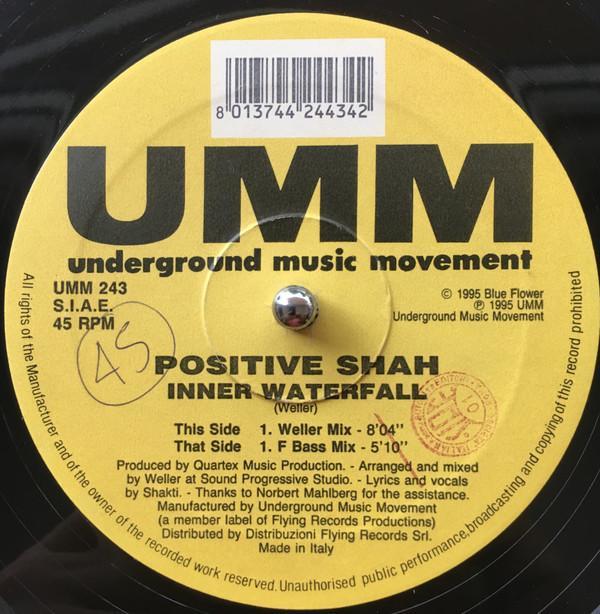 8 013744 244342
UMM
underground music movement
UMM 243
S.I.A.E.
45 RPM
© 1995 Blue Flower
℗ 1995 UMM
Underground Music Movement
45
POSITIVE SHAH
INNER WATERFALL
(Weller)
This Side 1. Weller Mix - 8'04''
That Side 1. F Bass Mix - 5'10''
Produced by Quartex Music Production. - Arranged and mixed
by Weller at Sound Progressive Studio. - Lyrics and vocals
by Shakti. - Thanks to Norbert Mahlberg for the assistance.
Manufactured by Underground Music Movement
(a member label of Flying Records Productions)
Distributed by Distribuzioni Flying Records Srl.
Made in Italy
All rights of the Manufacturer and of the owner of the recorded work reserved. Unauthorised public performance, broadcasting and copying of this record prohibited